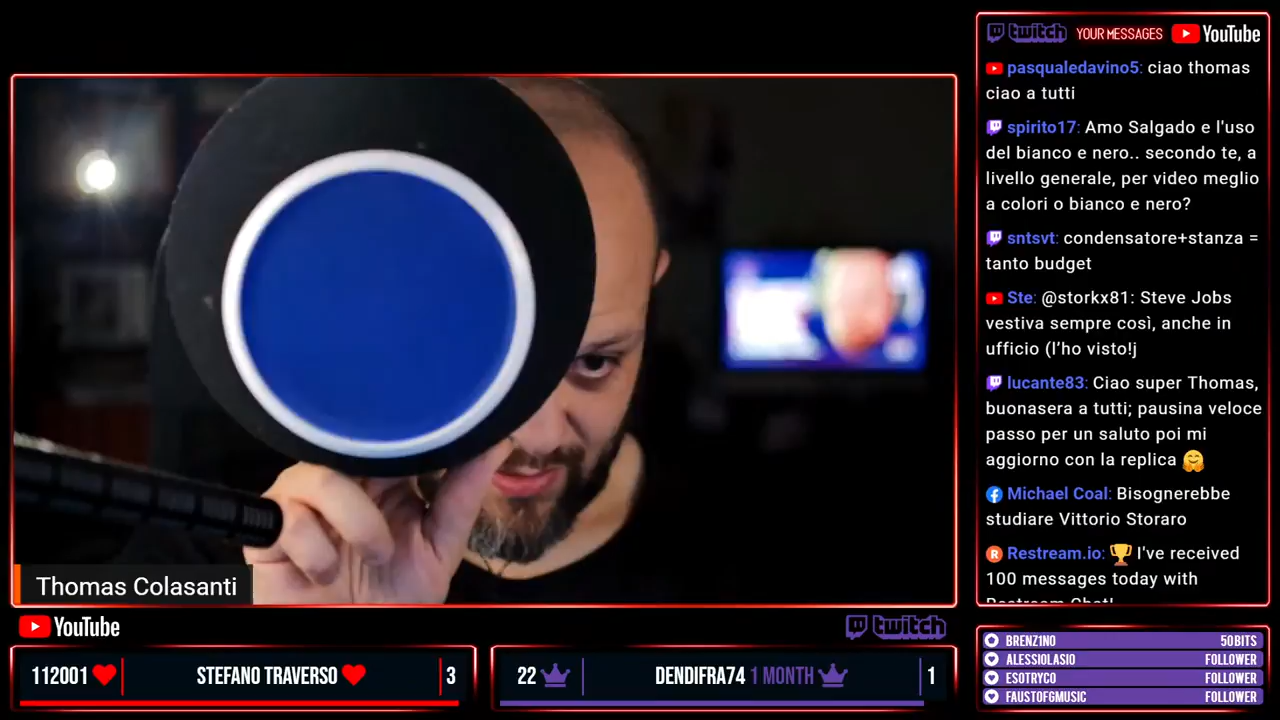 twitch YOUR MESSAGES YouTube
pasqualedavino5: ciao thomas
ciao a tutti
spirito17: Amo Salgado e l'uso
del bianco e nero.. secondo te, a
livello generale, per video meglio
a colori o bianco e nero?
sntsvt: condensatore+stanza =
tanto budget
Ste: @storkx81: Steve Jobs
vestiva sempre così, anche in
ufficio (l'ho visto!j
lucante83: Ciao super Thomas,
buonasera a tutti; pausina veloce
passo per un saluto poi mi
aggiorno con la replica 🤗
Michael Coal: Bisognerebbe
studiare Vittorio Storaro
Restream.io: 🏆 I've received
100 messages today with
Restream Chat!
Thomas Colasanti
YouTube
twitch
112001 STEFANO TRAVERSO 3
22 DENDIFRA74 1 MONTH 1
BRENZ1NO 50BITS
ALESSIOLASIO FOLLOWER
ESOTRYCO FOLLOWER
FAUSTOFGMUSIC FOLLOWER